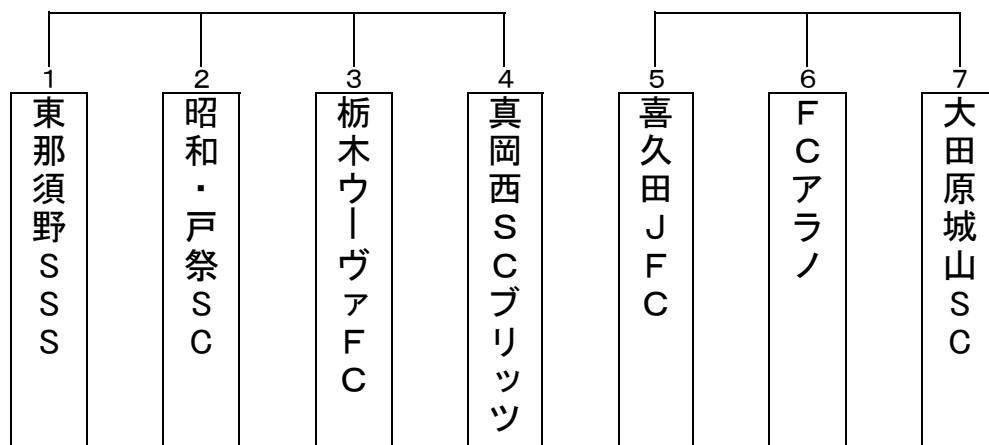 1
東那須野SSS
2
昭和・戸祭SC
3
栃木ウーヴァFC
4
真岡西SCブリッツ
5
喜久田JFC
6
FCアラノ
7
大田原城山SC